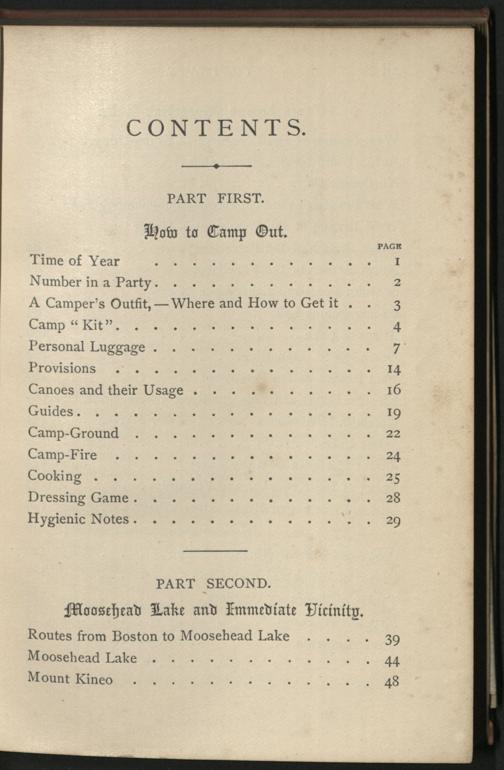 CONTENTS.
PART FIRST.
How to Camp Out.
PAGE
Time of Year . . . . . . . . . . . . 1
Number in a Party . . . . . . . . . . . . 2
A Camper's Outfit,—Where and How to Get it . . 3
Camp "Kit" . . . . . . . . . . . . . . 4
Personal Luggage . . . . . . . . . . . . 7
Provisions . . . . . . . . . . . . . . 14
Canoes and their Usage . . . . . . . . . . 16
Guides . . . . . . . . . . . . . . . . 19
Camp-Ground . . . . . . . . . . . . . 22
Camp-Fire . . . . . . . . . . . . . . 24
Cooking . . . . . . . . . . . . . . . 25
Dressing Game . . . . . . . . . . . . . 28
Hygienic Notes . . . . . . . . . . . . . 29
PART SECOND.
Moosehead Lake and Immediate Vicinity.
Routes from Boston to Moosehead Lake . . . . 39
Moosehead Lake . . . . . . . . . . . . 44
Mount Kineo . . . . . . . . . . . . . 48